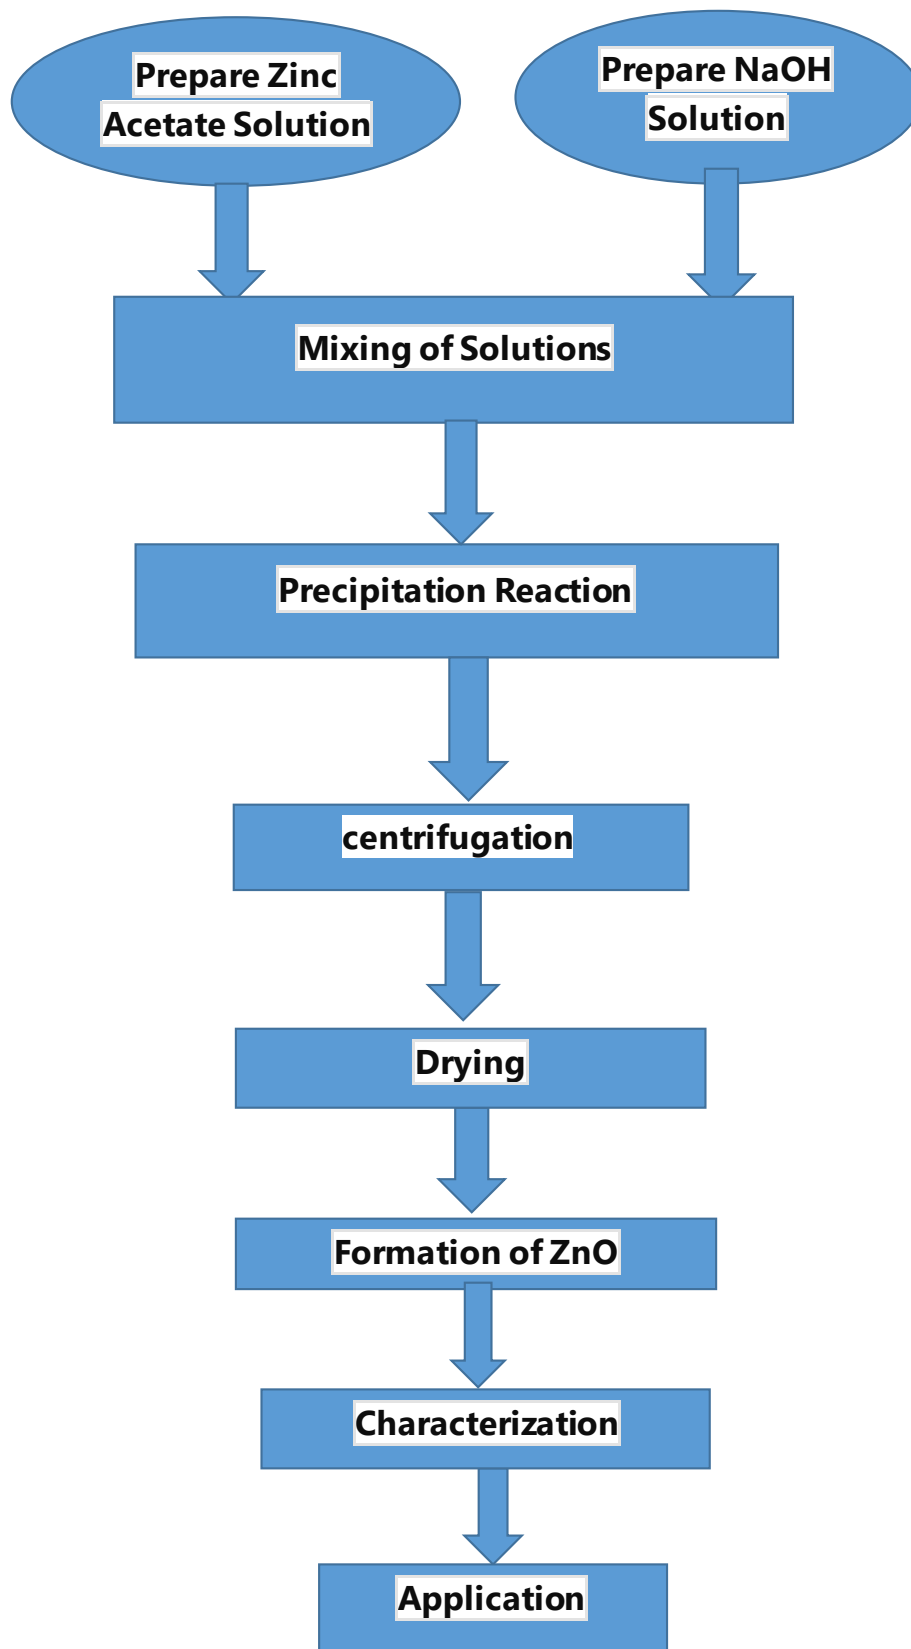 Prepare Zinc
Acetate Solution
Prepare NaOH
Solution
Mixing of Solutions
Precipitation Reaction
centrifugation
Drying
Formation of ZnO
Characterization
Application